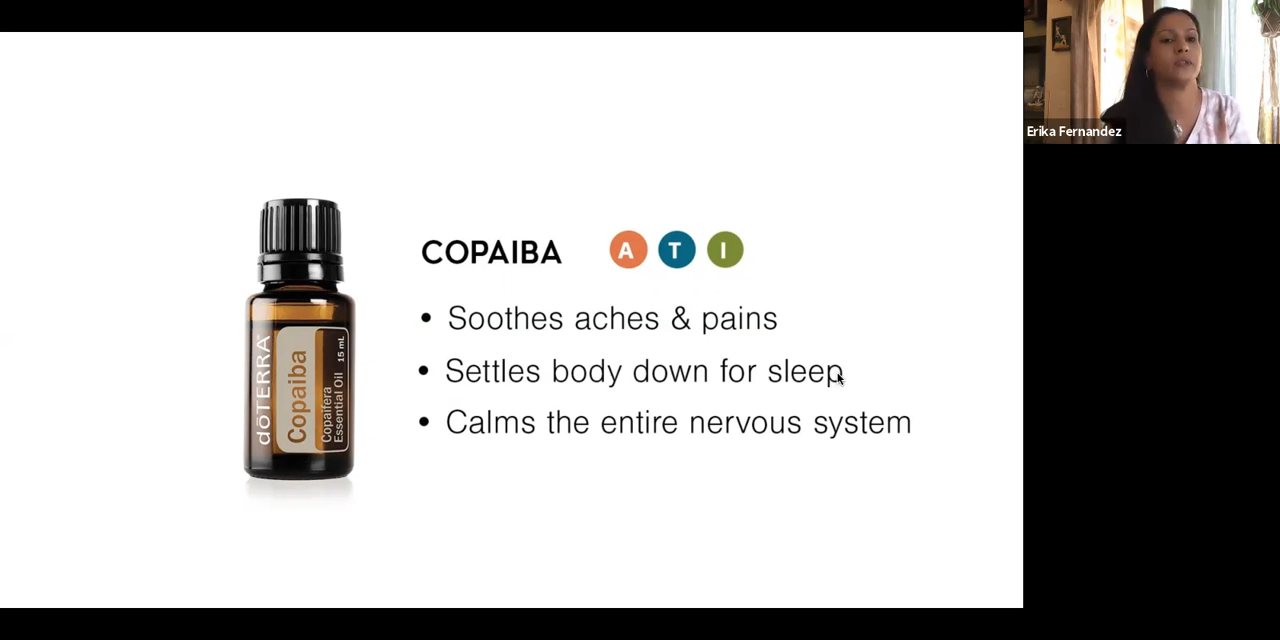 COPAIBA A T I
• Soothes aches & pains
• Settles body down for sleep
• Calms the entire nervous system
dōTERRA
Copaiba
Copaifera
Essential Oil 15 mL
Erika Fernandez